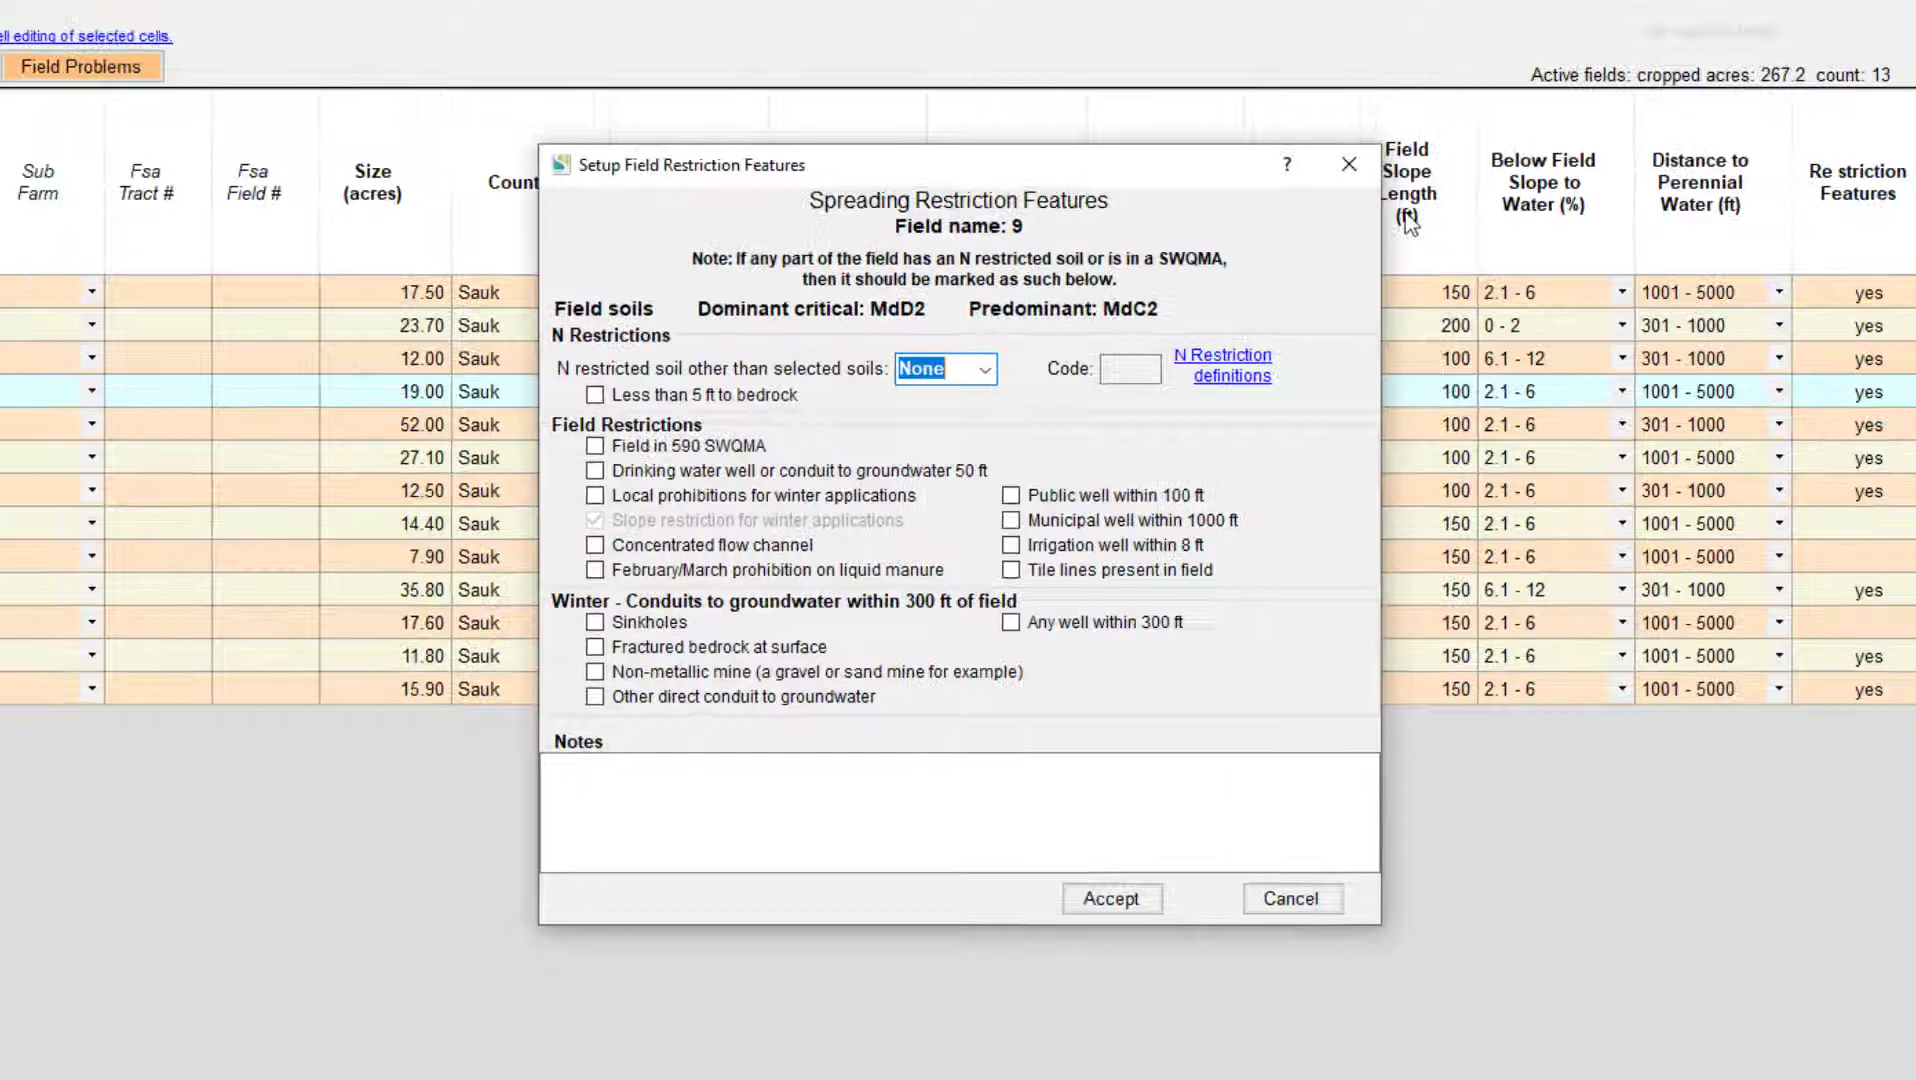 ell editing of selected cells.
Field Problems
Active fields: cropped acres: 267.2 count: 13
Sub Farm
Fsa Tract #
Fsa Field #
Size (acres)
Count
Field Slope Length (ft)
Below Field Slope to Water (%)
Distance to Perennial Water (ft)
Re striction Features
17.50 Sauk 150 2.1 - 6 1001 - 5000 yes
23.70 Sauk 200 0 - 2 301 - 1000 yes
12.00 Sauk 100 6.1 - 12 301 - 1000 yes
19.00 Sauk 100 2.1 - 6 1001 - 5000 yes
52.00 Sauk 100 2.1 - 6 301 - 1000 yes
27.10 Sauk 100 2.1 - 6 1001 - 5000 yes
12.50 Sauk 100 2.1 - 6 301 - 1000 yes
14.40 Sauk 150 2.1 - 6 1001 - 5000
7.90 Sauk 150 2.1 - 6 1001 - 5000
35.80 Sauk 150 6.1 - 12 301 - 1000 yes
17.60 Sauk 150 2.1 - 6 1001 - 5000
11.80 Sauk 150 2.1 - 6 1001 - 5000 yes
15.90 Sauk 150 2.1 - 6 1001 - 5000 yes
Setup Field Restriction Features ?
Spreading Restriction Features
Field name: 9
Note: If any part of the field has an N restricted soil or is in a SWQMA,
then it should be marked as such below.
Field soils Dominant critical: MdD2 Predominant: MdC2
N Restrictions
N restricted soil other than selected soils: None Code: N Restriction definitions
Less than 5 ft to bedrock
Field Restrictions
Field in 590 SWQMA
Drinking water well or conduit to groundwater 50 ft
Local prohibitions for winter applications Public well within 100 ft
Slope restriction for winter applications Municipal well within 1000 ft
Concentrated flow channel Irrigation well within 8 ft
February/March prohibition on liquid manure Tile lines present in field
Winter - Conduits to groundwater within 300 ft of field
Sinkholes Any well within 300 ft
Fractured bedrock at surface
Non-metallic mine (a gravel or sand mine for example)
Other direct conduit to groundwater
Notes
Accept Cancel